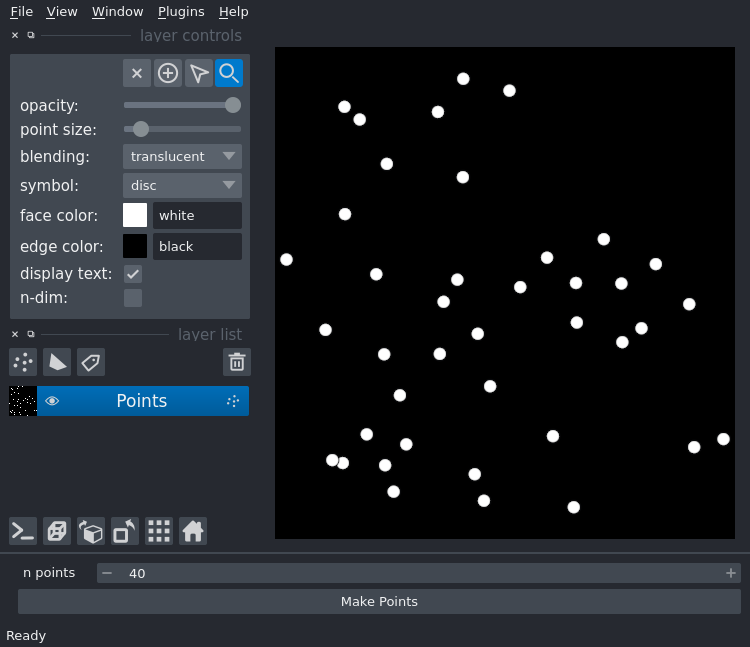 File View Window Plugins Help
layer controls
opacity:
point size:
blending: translucent
symbol: disc
face color: white
edge color: black
display text:
n-dim:
layer list
Points
n points 40
Make Points
Ready